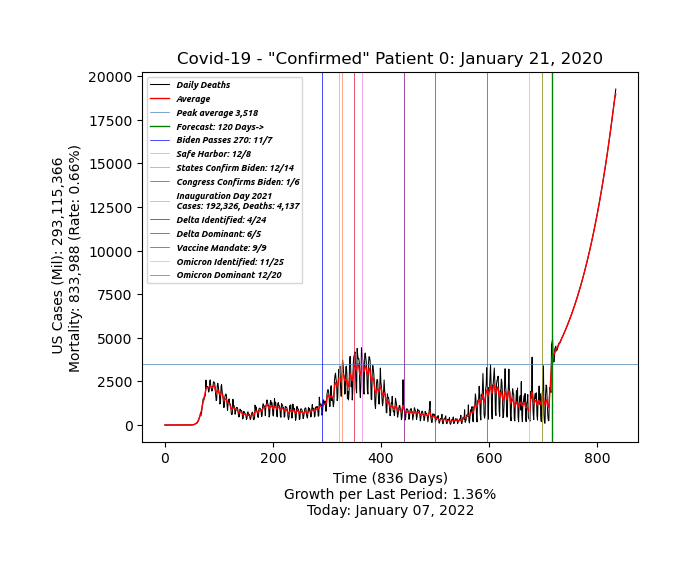 Covid-19 - "Confirmed" Patient 0: January 21, 2020
20000
17500
15000
12500
10000
7500
5000
2500
0
US Cases (Mil): 293,115,366
Mortality: 833,988 (Rate: 0.66%)
Daily Deaths
Average
Peak average 3,518
Forecast: 120 Days->
Biden Passes 270: 11/7
Safe Harbor: 12/8
States Confirm Biden: 12/14
Congress Confirms Biden: 1/6
Inauguration Day 2021
Cases: 192,326, Deaths: 4,137
Delta Identified: 4/24
Delta Dominant: 6/5
Vaccine Mandate: 9/9
Omicron Identified: 11/25
Omicron Dominant 12/20
0 200 400 600 800
Time (836 Days)
Growth per Last Period: 1.36%
Today: January 07, 2022